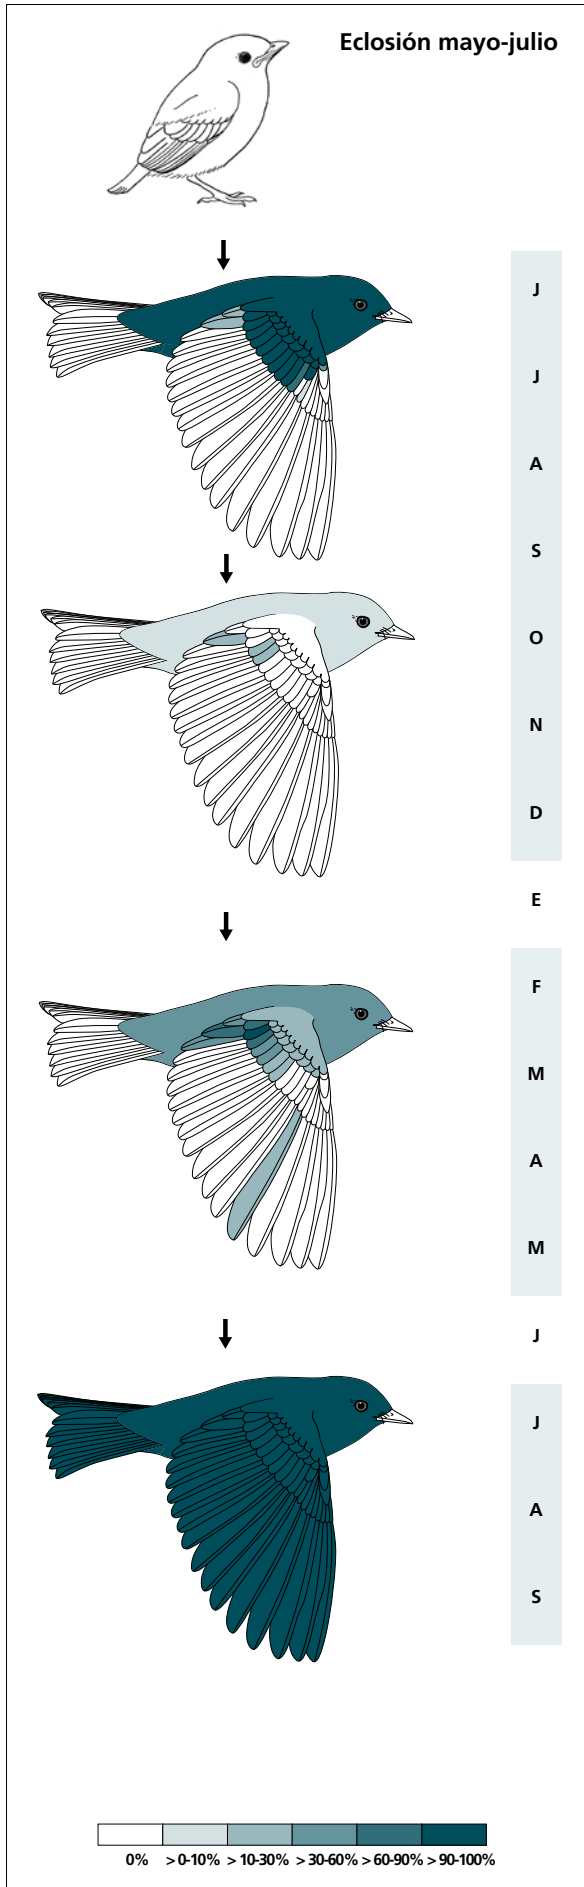 Eclosión mayo-julio
J
J
A
S
O
N
D
E
F
M
A
M
J
J
A
S
0% >0-10% >10-30% >30-60% >60-90% >90-100%